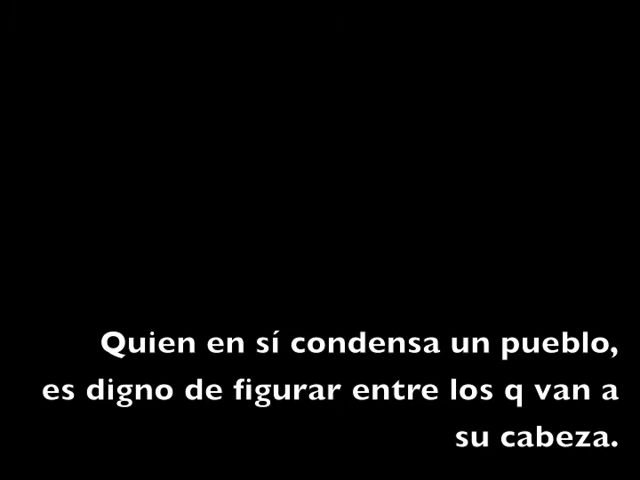 Quien en sí condensa un pueblo,
es digno de figurar entre los q van a
su cabeza.